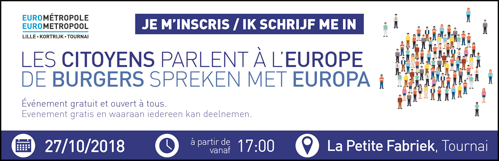 EUROMÉTROPOLE
EUROMETROPOOL
LILLE - KORTRIJK - TOURNAI
JE M'INSCRIS / IK SCHRIJF ME IN
LES CITOYENS PARLENT À L'EUROPE
DE BURGERS SPREKEN MET EUROPA
Événement gratuit et ouvert à tous.
Evenement gratis en waaraan iedereen kan deelnemen.
27/10/2018
à partir de
vanaf
17:00
La Petite Fabriek, Tournai